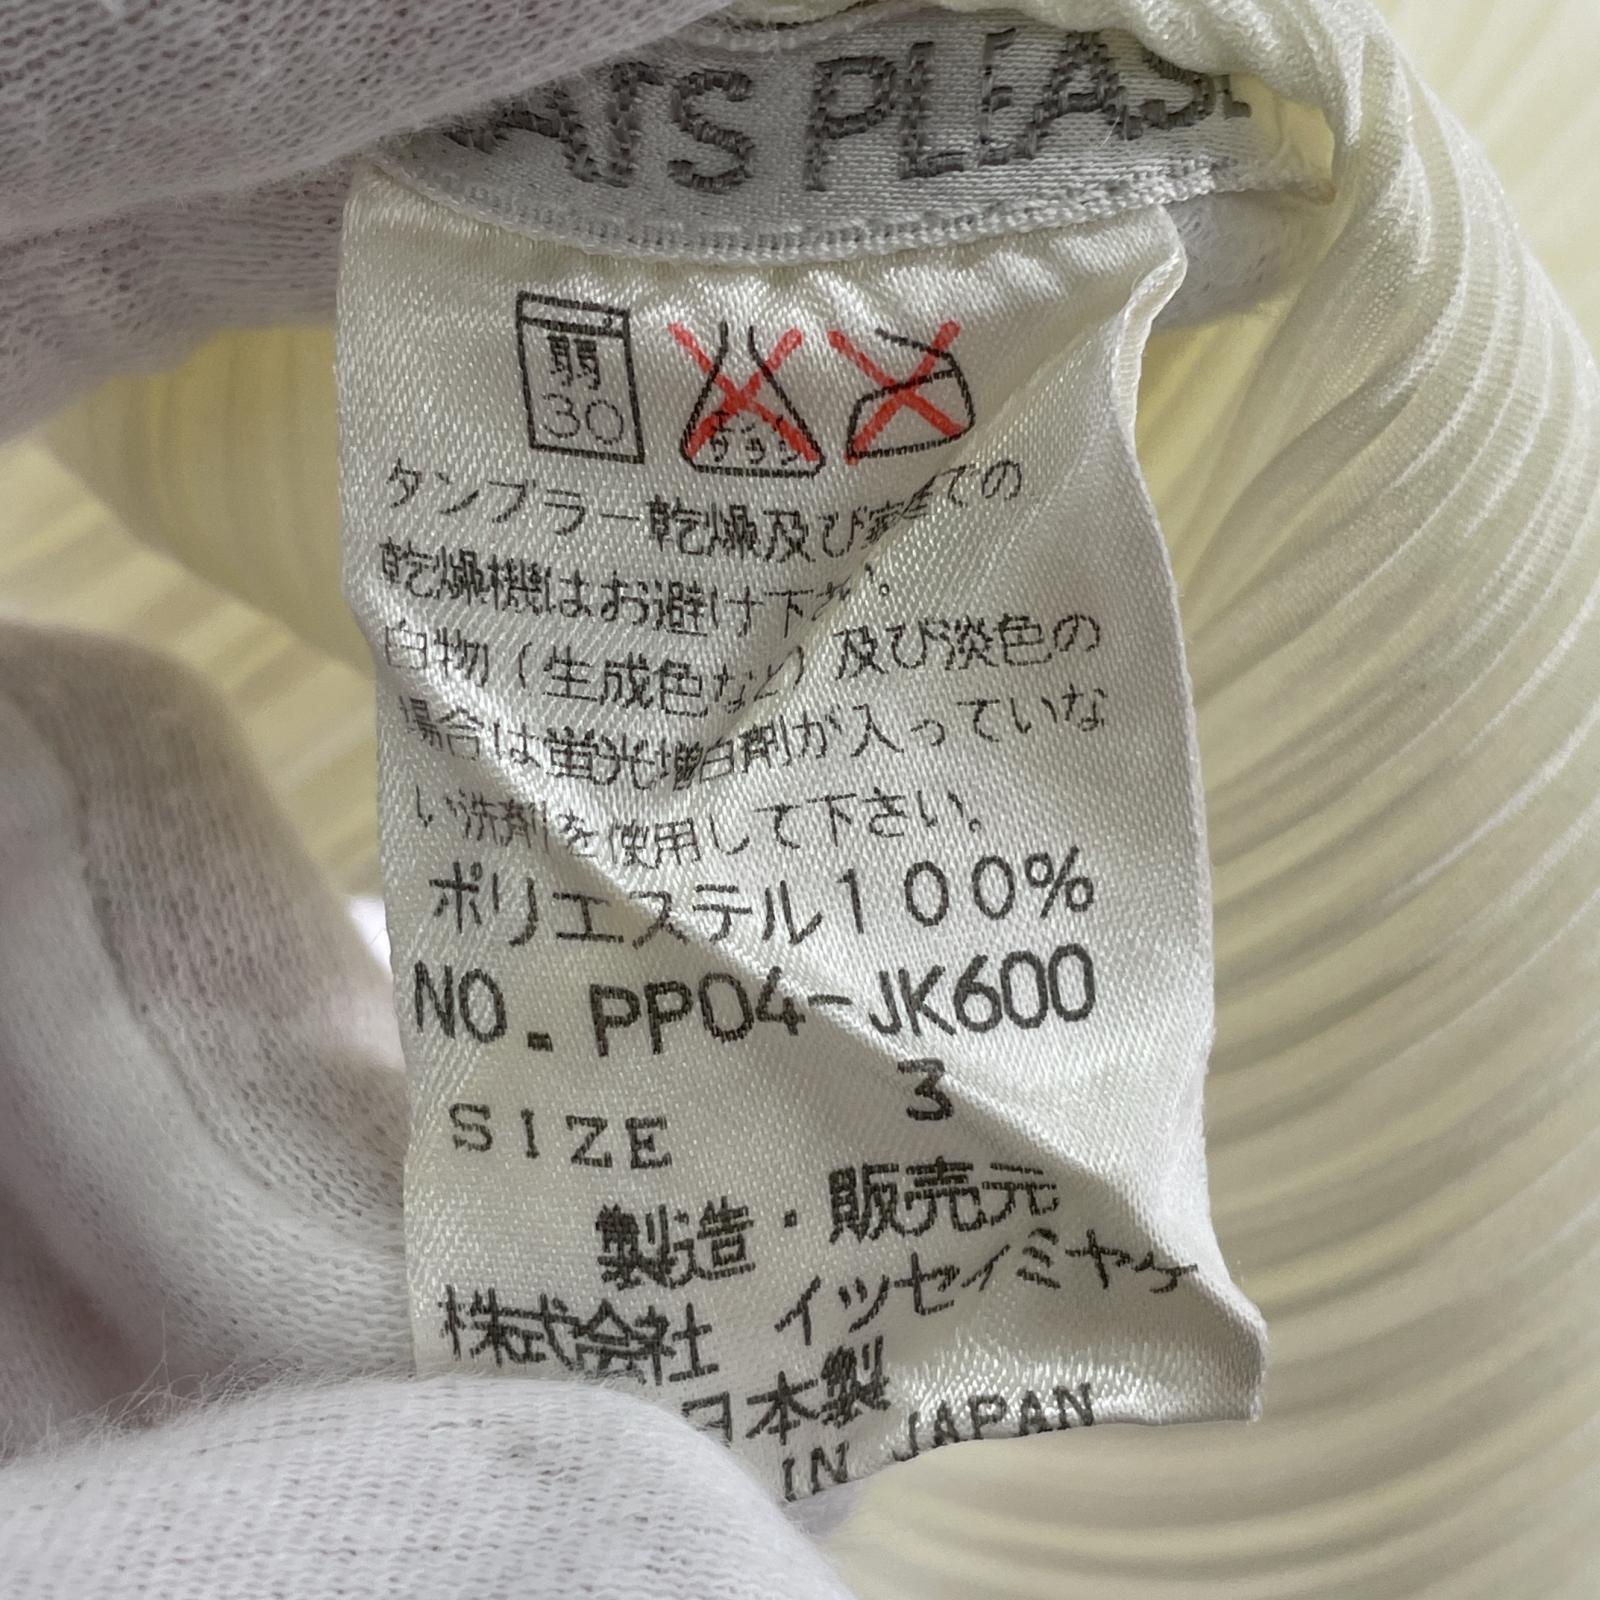 PLEASE
弱
30
タンブラー乾燥及び家庭での
乾燥機はお避け下さい。
白物(生成色など)及び淡色の
場合は蛍光増白剤が入っていな
い洗剤を使用して下さい。
ポリエステル100%
NO. PP04-JK600
SIZE 3
製造・販売元
株式会社 イッセイミヤケ
日本製
IN JAPAN